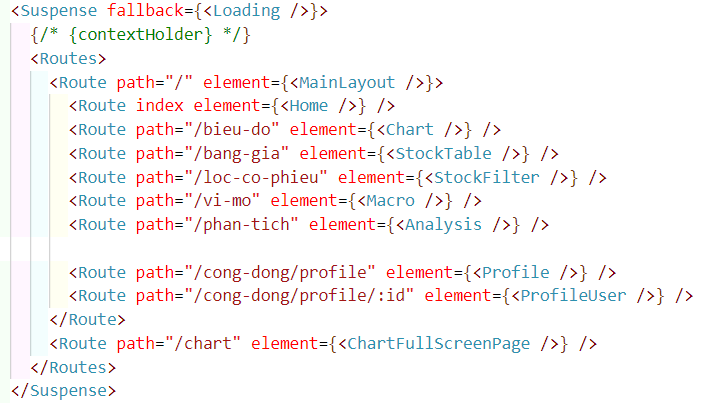 <Suspense fallback={<Loading />}>
{/* {contextHolder} */}
<Routes>
<Route path="/" element={<MainLayout />}>
<Route index element={<Home />} />
<Route path="/bieu-do" element={<Chart />} />
<Route path="/bang-gia" element={<StockTable />} />
<Route path="/loc-co-phieu" element={<StockFilter />} />
<Route path="/vi-mo" element={<Macro />} />
<Route path="/phan-tich" element={<Analysis />} />
<Route path="/cong-dong/profile" element={<Profile />} />
<Route path="/cong-dong/profile/:id" element={<ProfileUser />} />
</Route>
<Route path="/chart" element={<ChartFullScreenPage />} />
</Routes>
</Suspense>